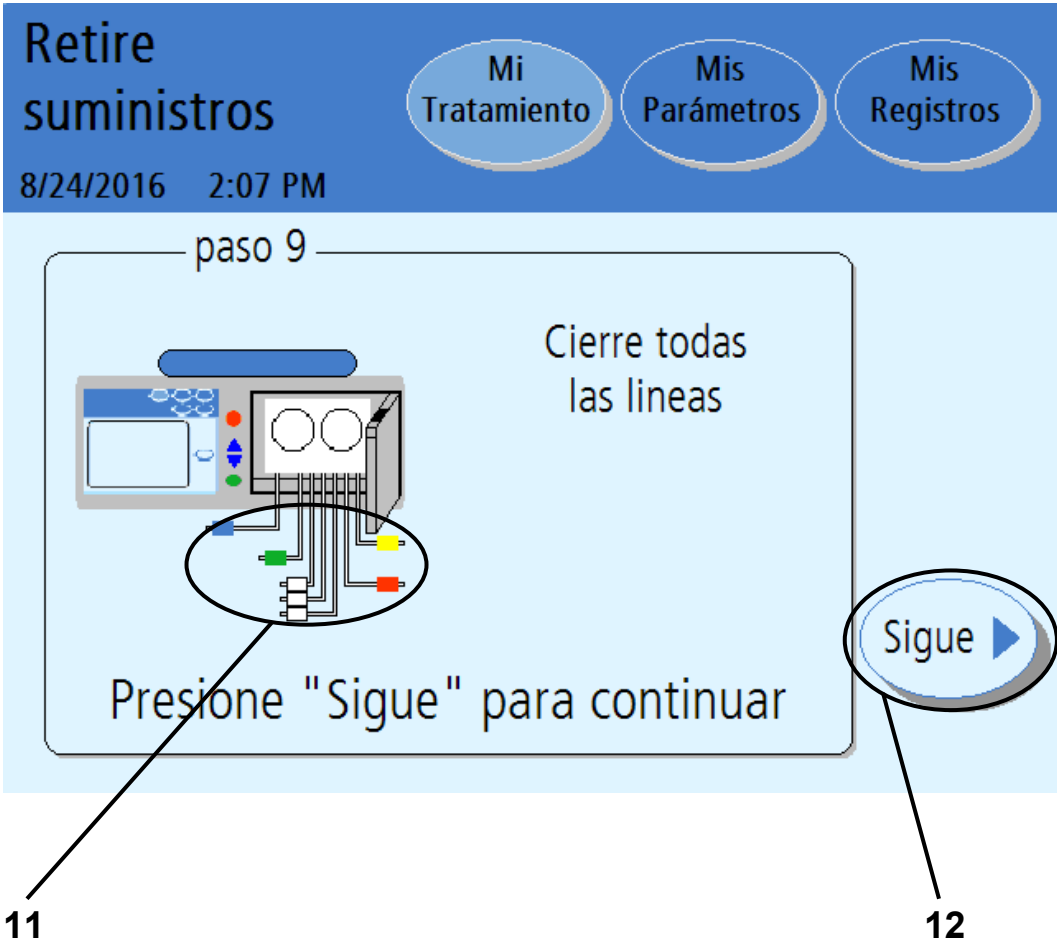 Retire
suministros
8/24/2016 2:07 PM
Mi
Tratamiento
Mis
Parámetros
Mis
Registros
paso 9
Cierre todas
las lineas
Presione "Sigue" para continuar
Sigue
11
12